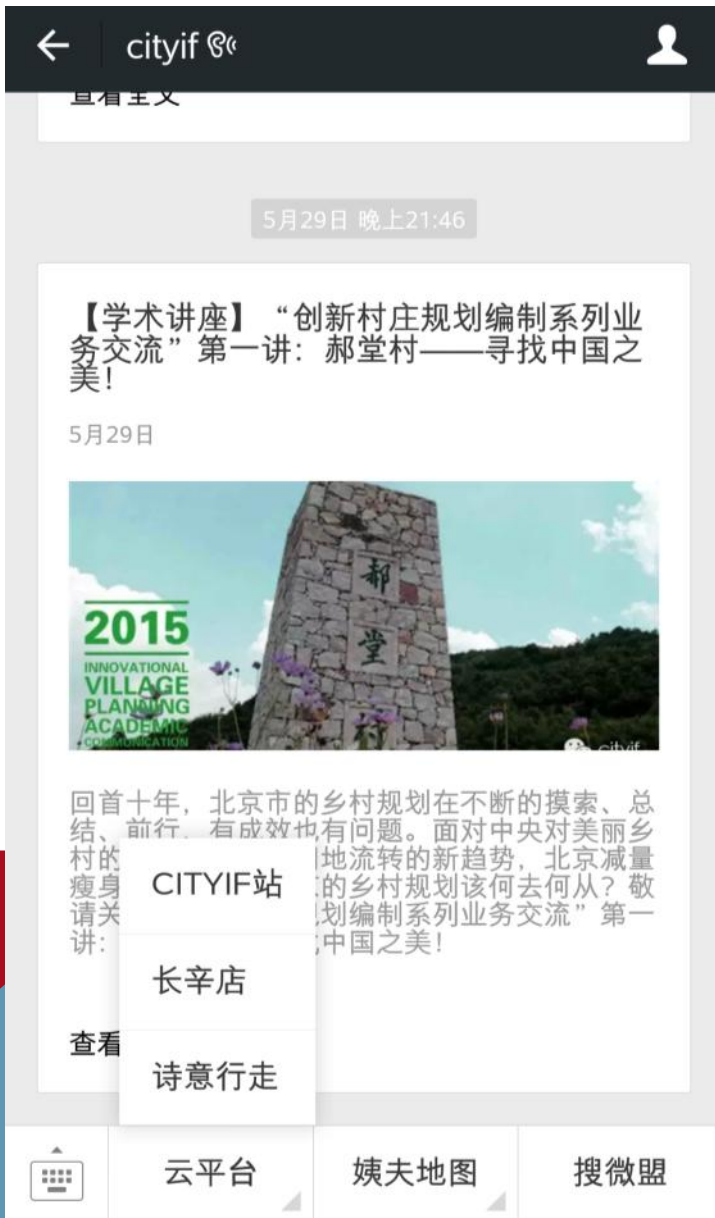 cityif
查看全文
5月29日 晚上21:46
【学术讲座】“创新村庄规划编制系列业
务交流”第一讲：郝堂村——寻找中国之
美！
5月29日
郝
堂
2015
INNOVATIONAL
VILLAGE
PLANNING
ACADEMIC
COMMUNICATION
cityif
回首十年，北京市的乡村规划在不断的摸索、总
结、前行，有成效也有问题。面对中央对美丽乡
村的 地流转的新趋势，北京减量
瘦身 的乡村规划该何去何从？敬
请关 划编制系列业务交流”第一
讲： 中国之美！
查看
CITYIF站
长辛店
诗意行走
云平台
姨夫地图
搜微盟